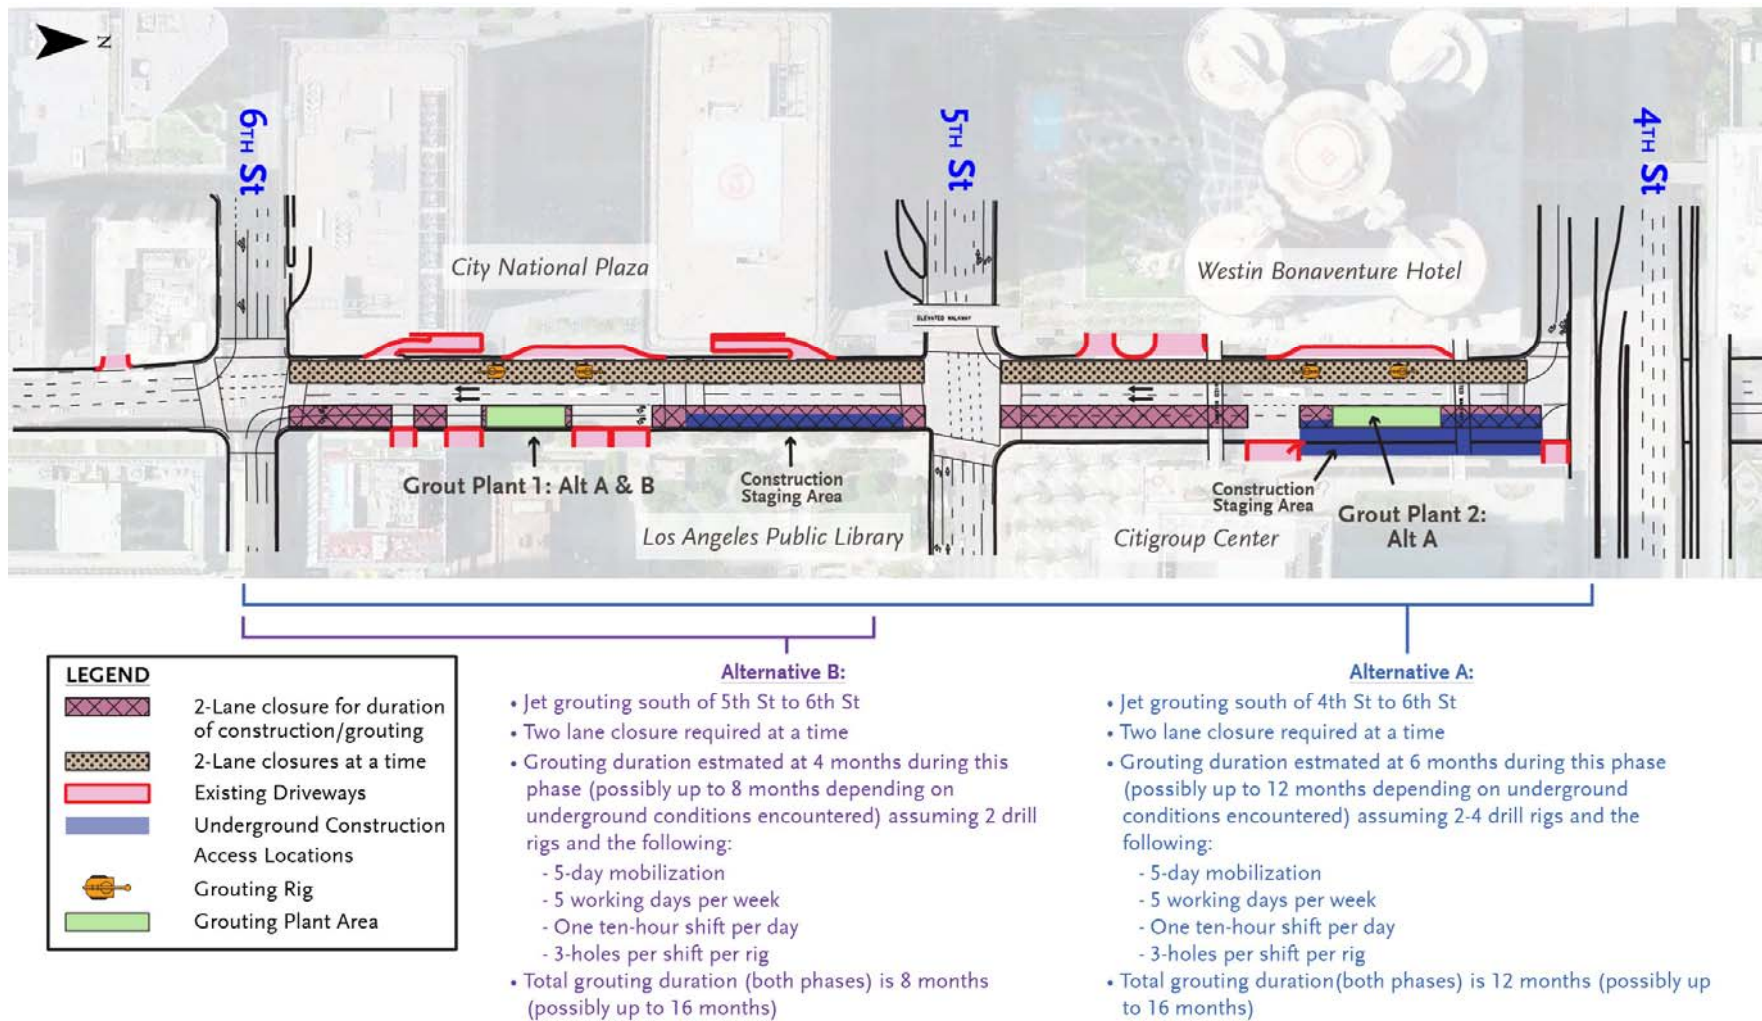 N
6TH St
5TH St
4TH St
City National Plaza
Westin Bonaventure Hotel
ELEVATED WALKWAY
Grout Plant 1: Alt A & B
Construction
Staging Area
Los Angeles Public Library
Construction
Staging Area
Citigroup Center
Grout Plant 2:
Alt A
LEGEND
2-Lane closure for duration
of construction/grouting
2-Lane closures at a time
Existing Driveways
Underground Construction
Access Locations
Grouting Rig
Grouting Plant Area
Alternative B:
• Jet grouting south of 5th St to 6th St
• Two lane closure required at a time
• Grouting duration estmated at 4 months during this
phase (possibly up to 8 months depending on
underground conditions encountered) assuming 2 drill
rigs and the following:
- 5-day mobilization
- 5 working days per week
- One ten-hour shift per day
- 3-holes per shift per rig
• Total grouting duration (both phases) is 8 months
(possibly up to 16 months)
Alternative A:
• Jet grouting south of 4th St to 6th St
• Two lane closure required at a time
• Grouting duration estmated at 6 months during this phase
(possibly up to 12 months depending on underground
conditions encountered) assuming 2-4 drill rigs and the
following:
- 5-day mobilization
- 5 working days per week
- One ten-hour shift per day
- 3-holes per shift per rig
• Total grouting duration(both phases) is 12 months (possibly up
to 16 months)